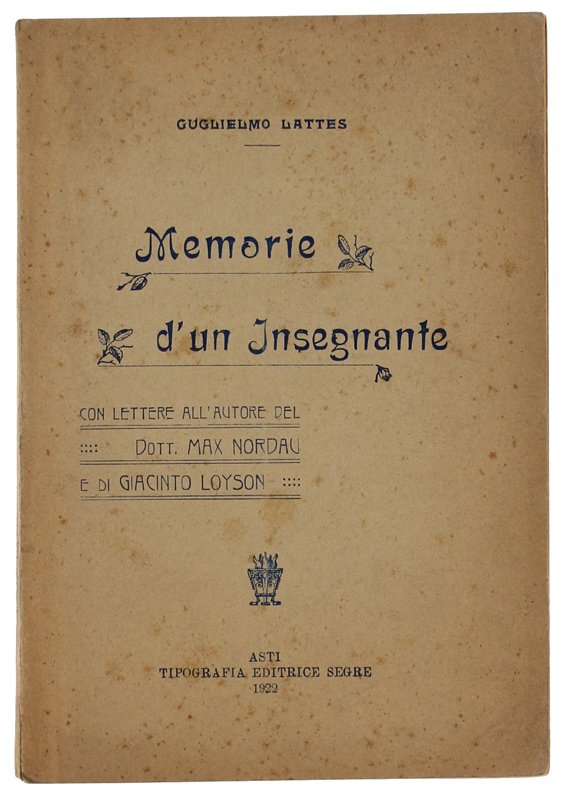 GUGLIELMO LATTES
Memorie
d'un Insegnante
CON LETTERE ALL'AUTORE DEL
:::: DOTT. MAX NORDAU
E DI GIACINTO LOYSON ::::
ASTI
TIPOGRAFIA EDITRICE SEGRE
1922